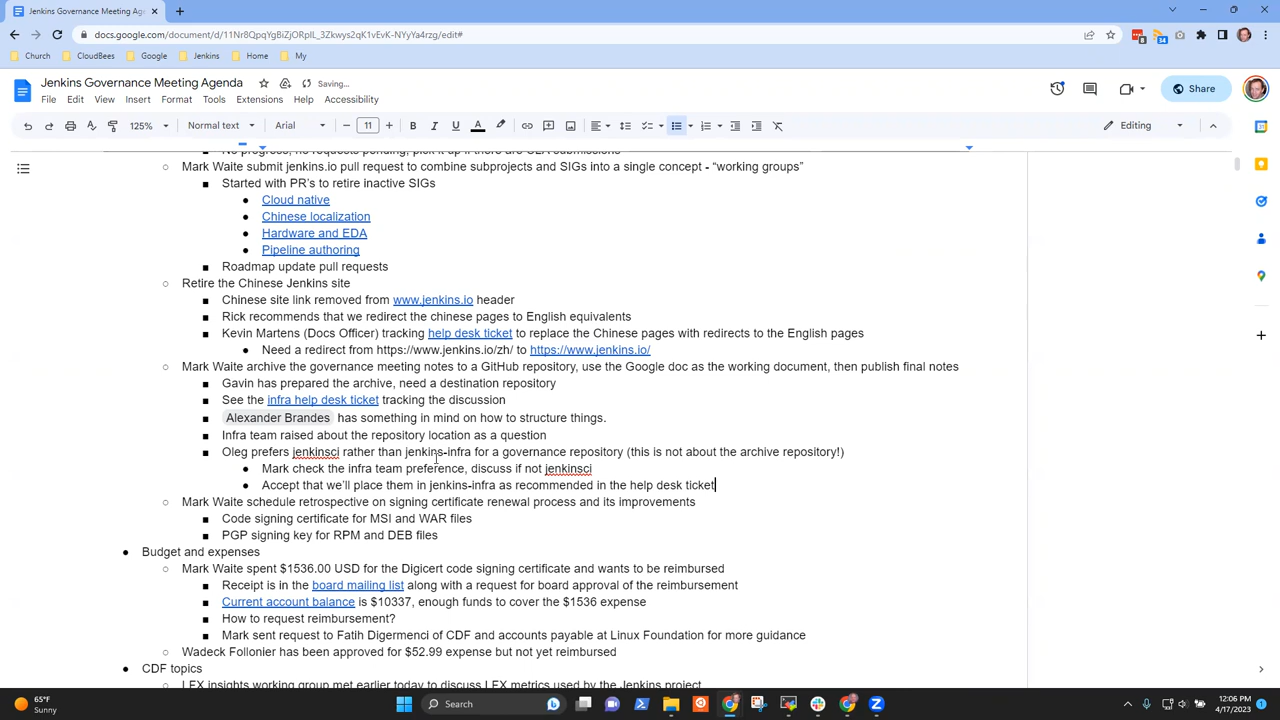 Jenkins Governance Meeting Age
docs.google.com/document/d/11Nr8QpqYgBiZjORpIL_3Zkwys2qK1vEvK-NYyYa4rzg/edit#
Church CloudBees Google Jenkins Home My
Jenkins Governance Meeting Agenda Saving...
File Edit View Insert Format Tools Extensions Help Accessibility
Share
125% Normal text Arial 11 Editing
Mark Waite submit jenkins.io pull request to combine subprojects and SIGs into a single concept - “working groups”
Started with PR's to retire inactive SIGs
Cloud native
Chinese localization
Hardware and EDA
Pipeline authoring
Roadmap update pull requests
Retire the Chinese Jenkins site
Chinese site link removed from www.jenkins.io header
Rick recommends that we redirect the chinese pages to English equivalents
Kevin Martens (Docs Officer) tracking help desk ticket to replace the Chinese pages with redirects to the English pages
Need a redirect from https://www.jenkins.io/zh/ to https://www.jenkins.io/
Mark Waite archive the governance meeting notes to a GitHub repository, use the Google doc as the working document, then publish final notes
Gavin has prepared the archive, need a destination repository
See the infra help desk ticket tracking the discussion
Alexander Brandes has something in mind on how to structure things.
Infra team raised about the repository location as a question
Oleg prefers jenkinsci rather than jenkins-infra for a governance repository (this is not about the archive repository!)
Mark check the infra team preference, discuss if not jenkinsci
Accept that we'll place them in jenkins-infra as recommended in the help desk ticket
Mark Waite schedule retrospective on signing certificate renewal process and its improvements
Code signing certificate for MSI and WAR files
PGP signing key for RPM and DEB files
Budget and expenses
Mark Waite spent $1536.00 USD for the Digicert code signing certificate and wants to be reimbursed
Receipt is in the board mailing list along with a request for board approval of the reimbursement
Current account balance is $10337, enough funds to cover the $1536 expense
How to request reimbursement?
Mark sent request to Fatih Digermenci of CDF and accounts payable at Linux Foundation for more guidance
Wadeck Follonier has been approved for $52.99 expense but not yet reimbursed
CDF topics
LFX insights working group met earlier today to discuss LFX metrics used by the Jenkins project
65°F
Sunny
Search
12:06 PM
4/17/2023